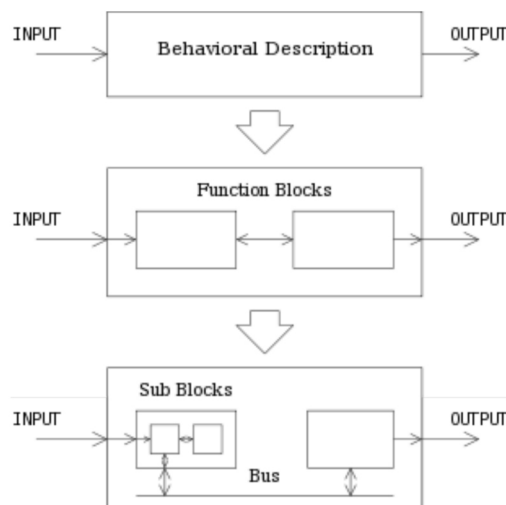 INPUT
Behavioral Description
OUTPUT
Function Blocks
INPUT
OUTPUT
Sub Blocks
INPUT
OUTPUT
Bus